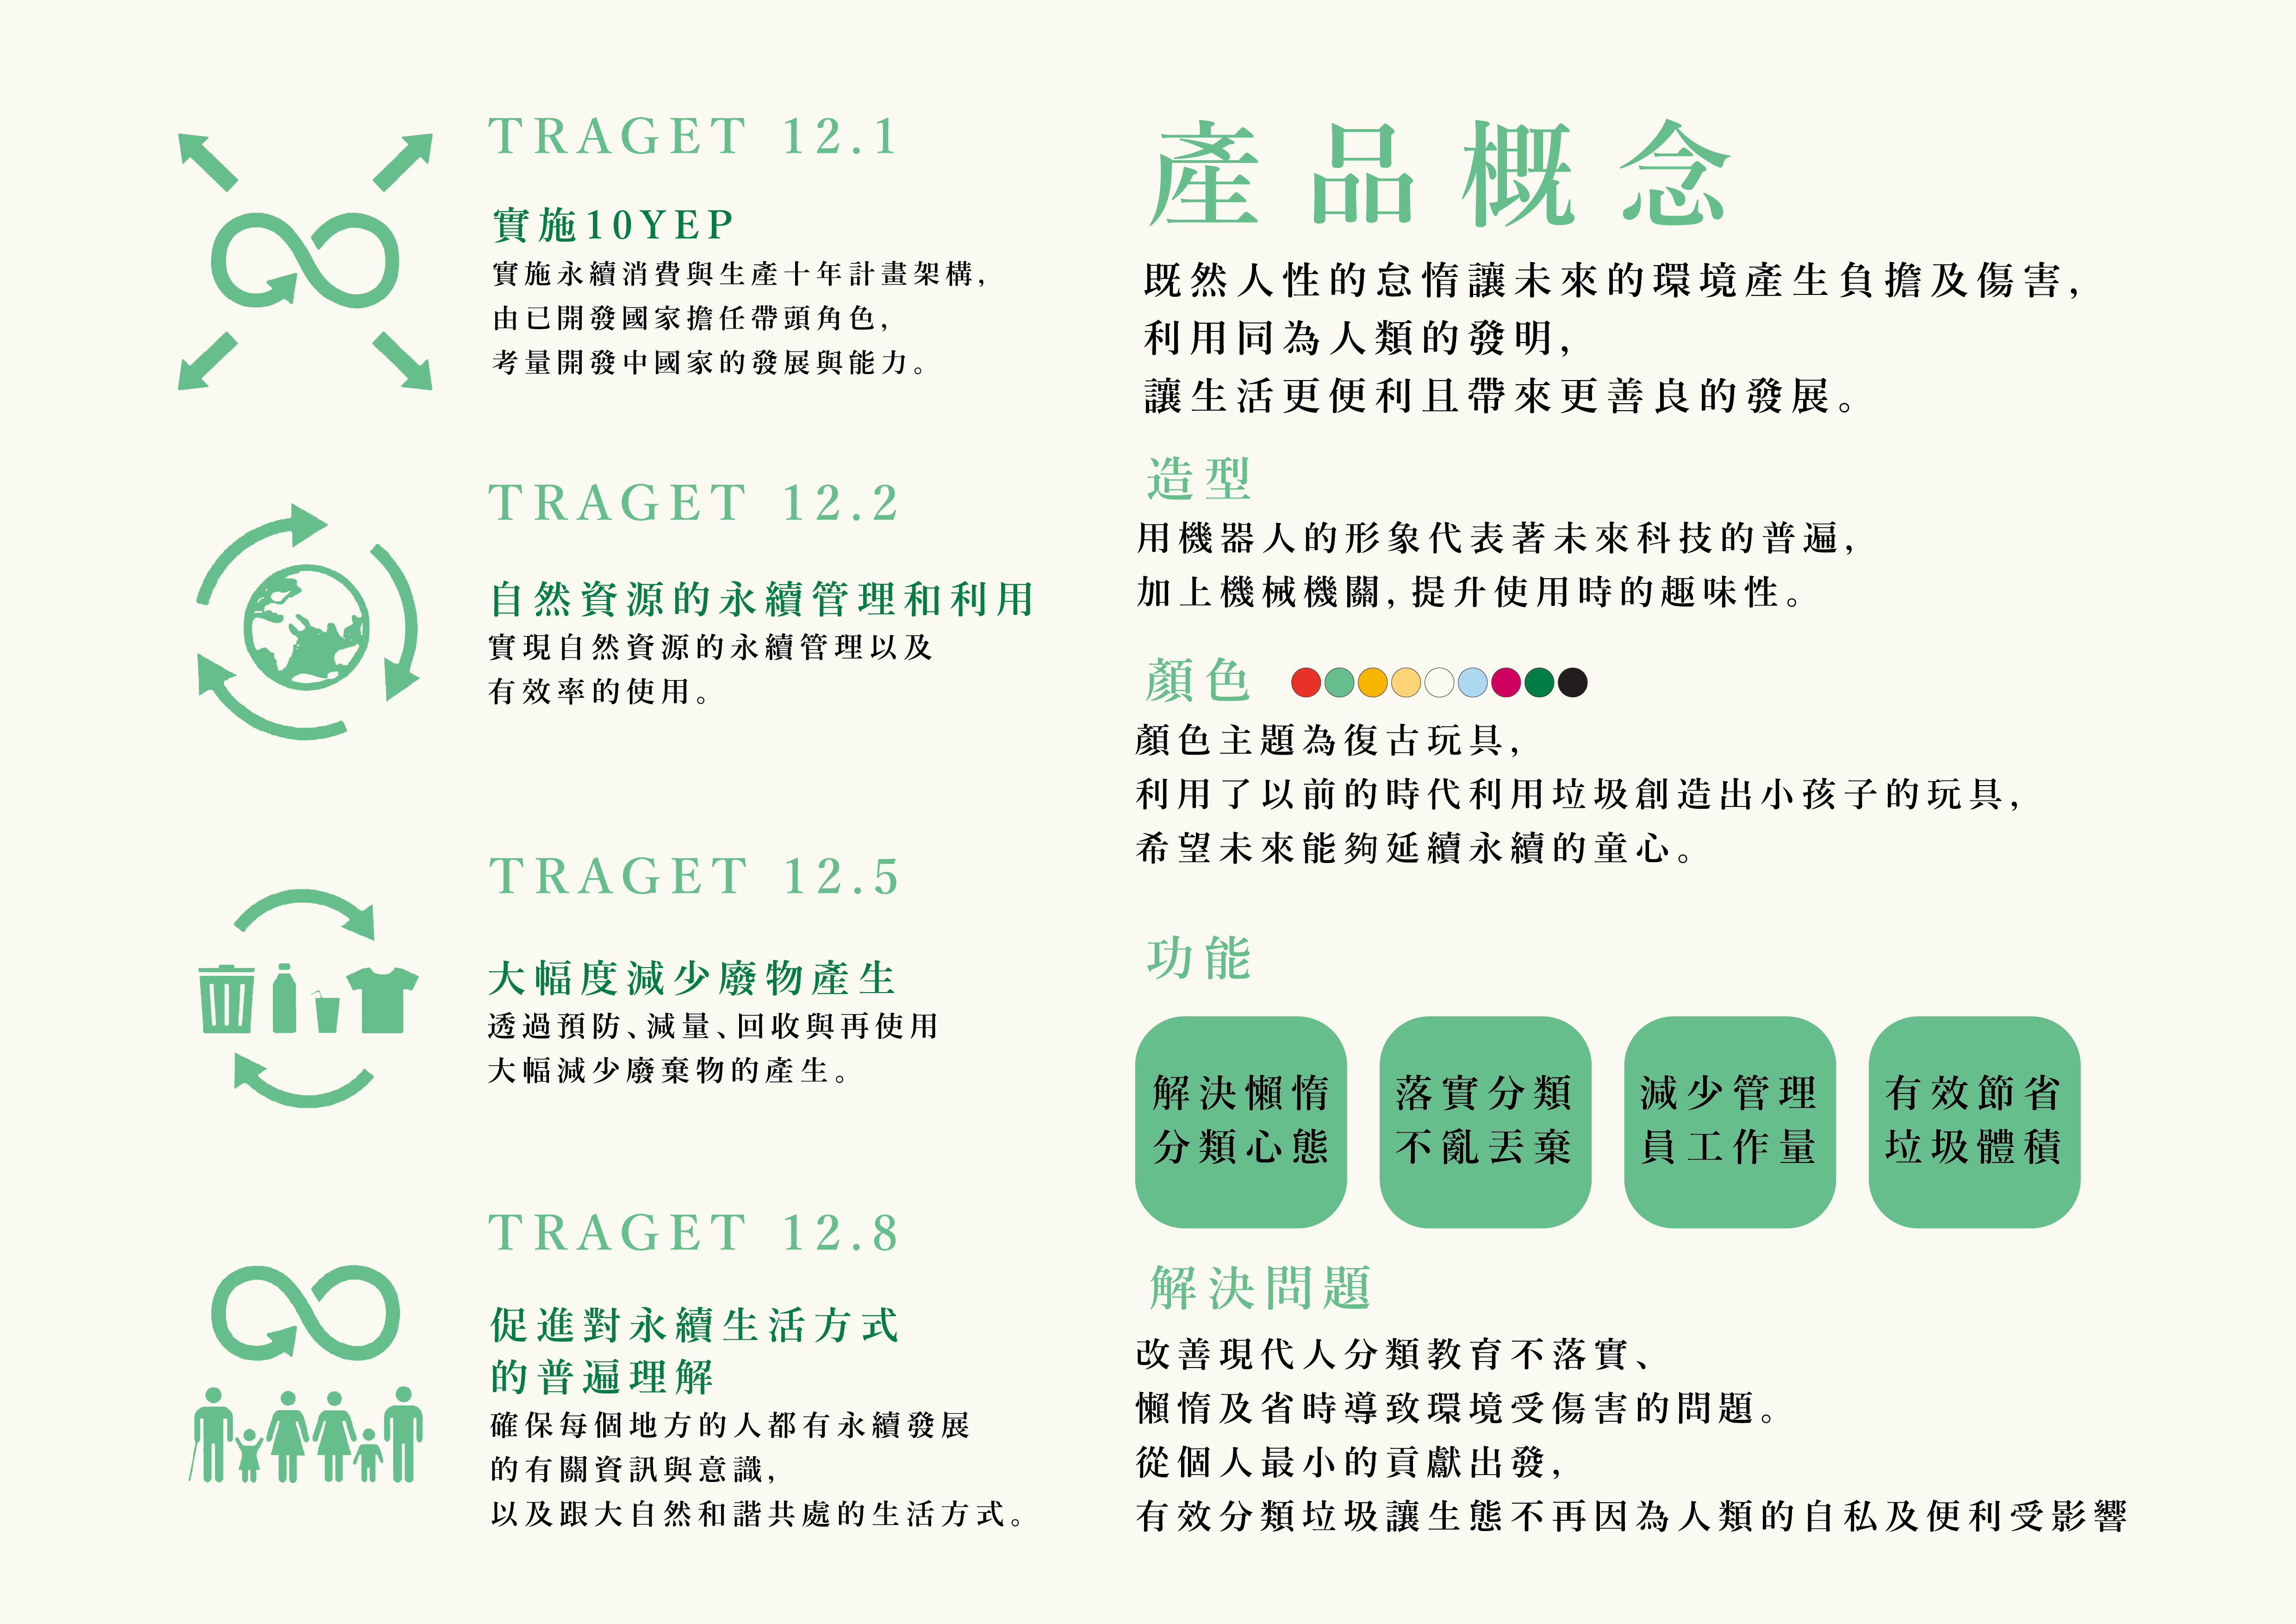 TRAGET 12.1
實施10YEP
實施永續消費與生產十年計畫架構，
由已開發國家擔任帶頭角色，
考量開發中國家的發展與能力。
TRAGET 12.2
自然資源的永續管理和利用
實現自然資源的永續管理以及
有效率的使用。
TRAGET 12.5
大幅度減少廢物產生
透過預防、減量、回收與再使用
大幅減少廢棄物的產生。
TRAGET 12.8
促進對永續生活方式
的普遍理解
確保每個地方的人都有永續發展
的有關資訊與意識，
以及跟大自然和諧共處的生活方式。
產品概念
既然人性的怠惰讓未來的環境產生負擔及傷害，
利用同為人類的發明，
讓生活更便利且帶來更善良的發展。
造型
用機器人的形象代表著未來科技的普遍，
加上機械機關，提升使用時的趣味性。
顏色
顏色主題為復古玩具，
利用了以前的時代利用垃圾創造出小孩子的玩具，
希望未來能夠延續永續的童心。
功能
解決懶惰
分類心態
落實分類
不亂丟棄
減少管理
員工作量
有效節省
垃圾體積
解決問題
改善現代人分類教育不落實、
懶惰及省時導致環境受傷害的問題。
從個人最小的貢獻出發，
有效分類垃圾讓生態不再因為人類的自私及便利受影響